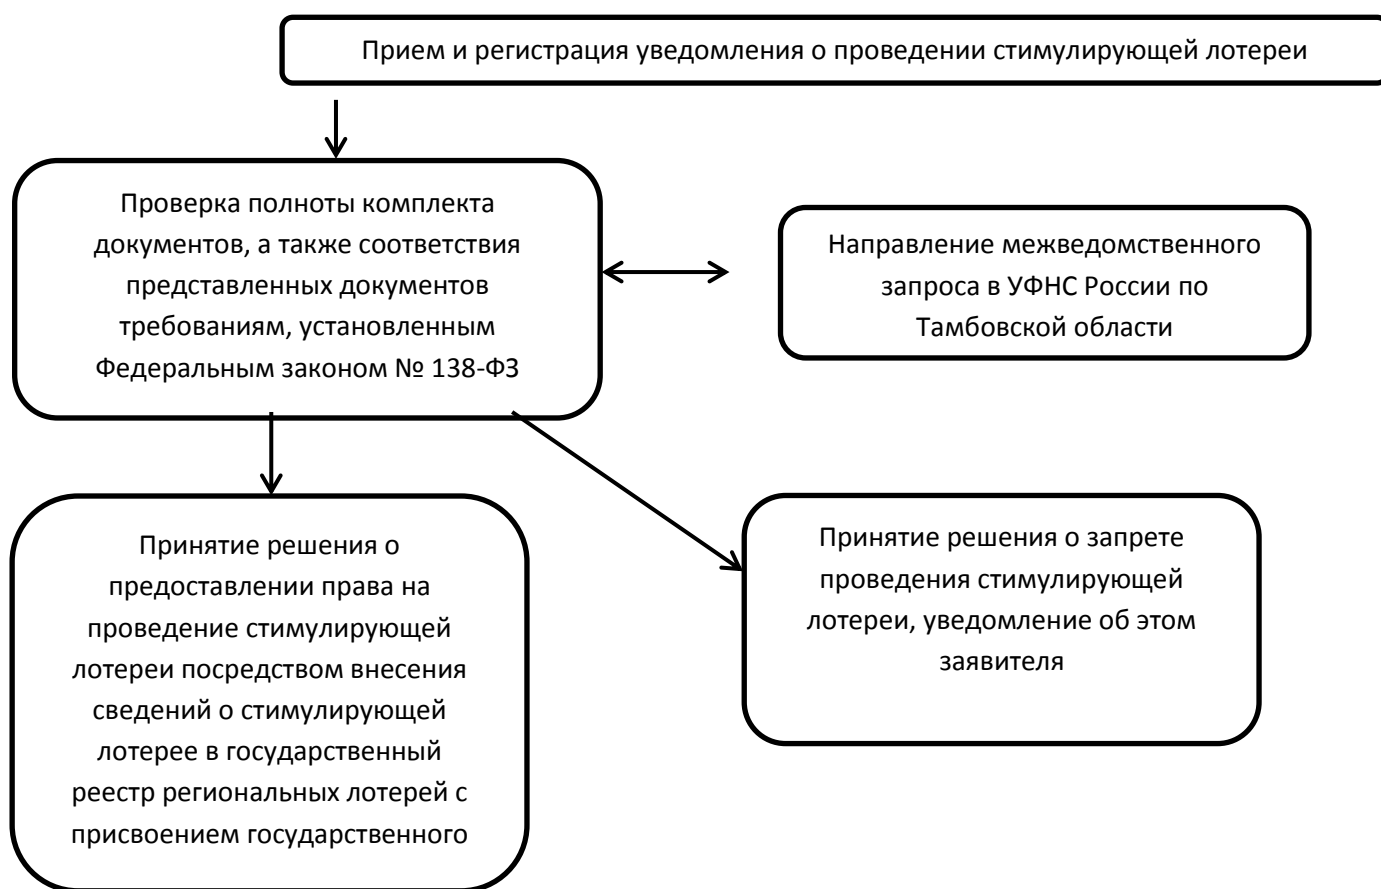 Прием и регистрация уведомления о проведении стимулирующей лотереи
Проверка полноты комплекта
документов, а также соответствия
представленных документов
требованиям, установленным
Федеральным законом № 138-ФЗ
Направление межведомственного
запроса в УФНС России по
Тамбовской области
Принятие решения о
предоставлении права на
проведение стимулирующей
лотереи посредством внесения
сведений о стимулирующей
лотерее в государственный
реестр региональных лотерей с
присвоением государственного
Принятие решения о запрете
проведения стимулирующей
лотереи, уведомление об этом
заявителя